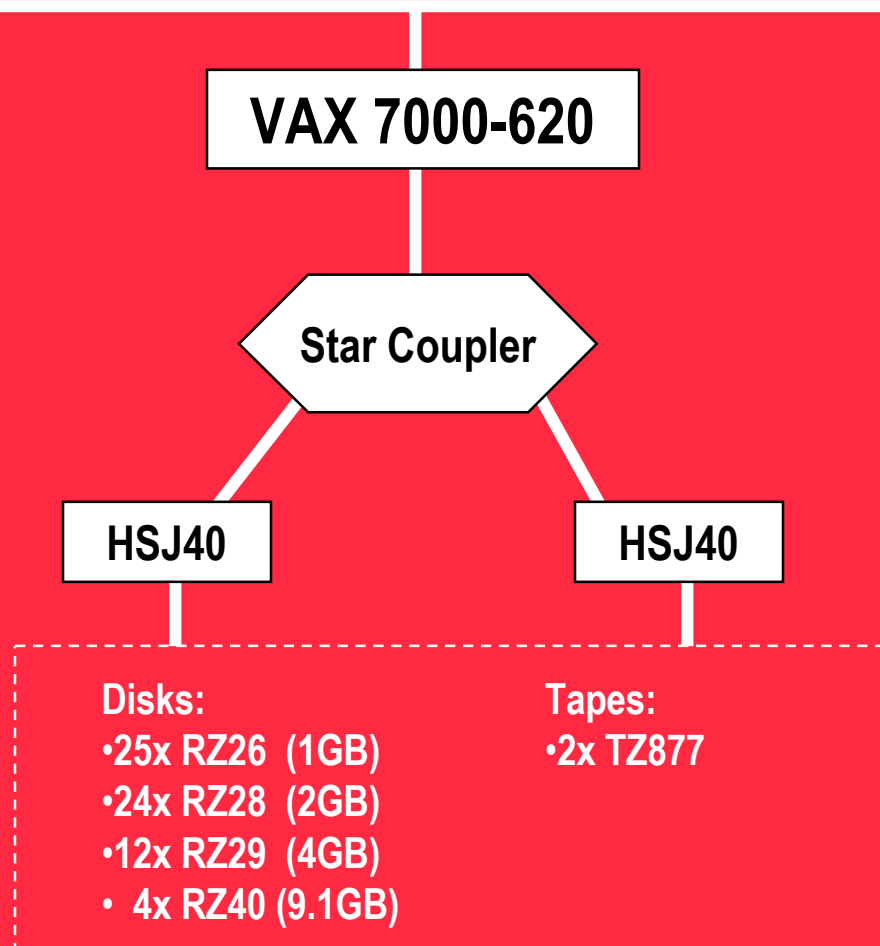 VAX 7000-620
Star Coupler
HSJ40
HSJ40
Disks:
•25x RZ26 (1GB)
•24x RZ28 (2GB)
•12x RZ29 (4GB)
• 4x RZ40 (9.1GB)
Tapes:
•2x TZ877